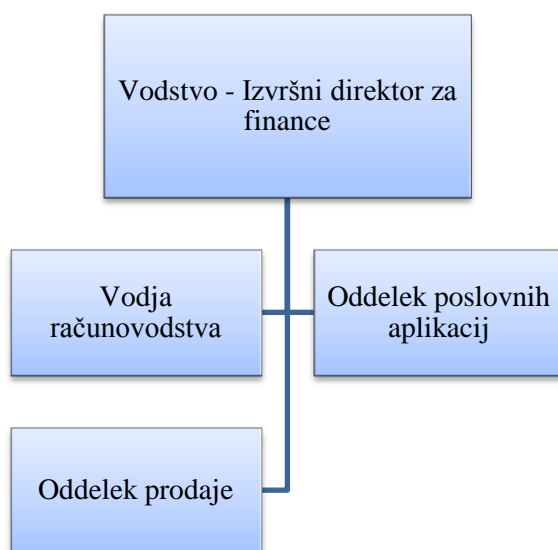 Vodstvo - Izvršni direktor za
finance
Vodja
računovodstva
Oddelek poslovnih
aplikacij
Oddelek prodaje